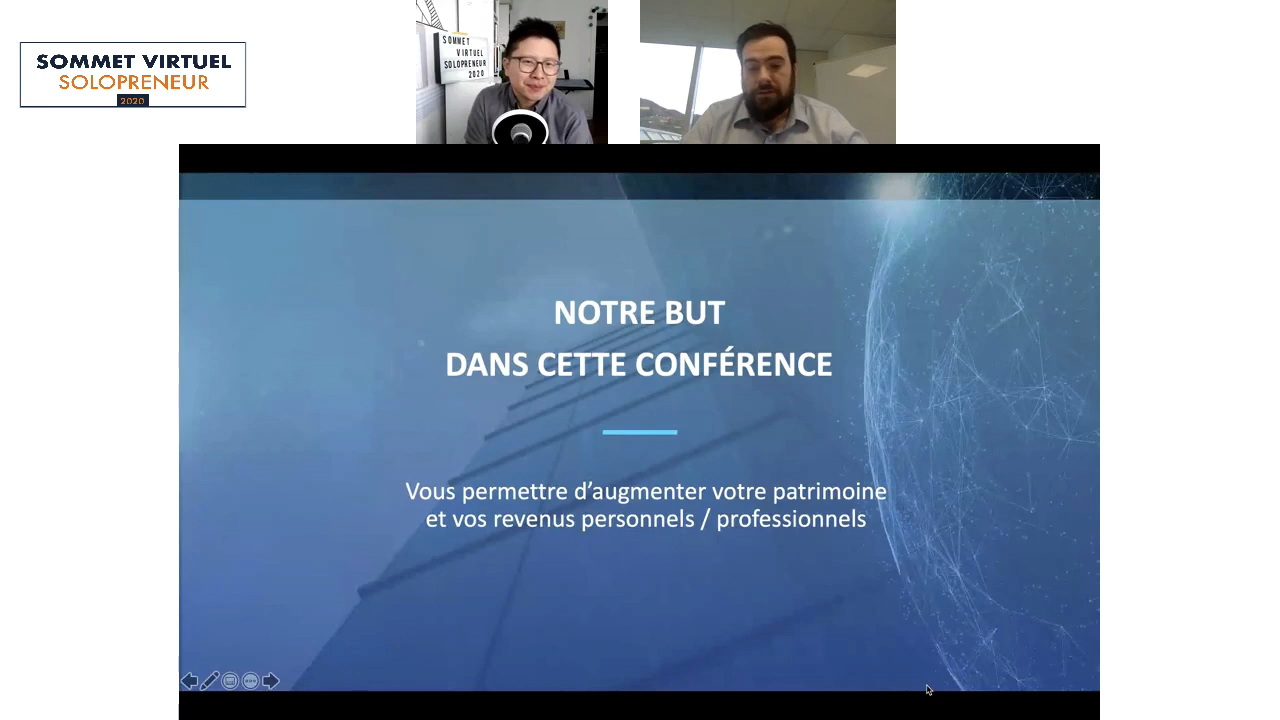 SOMMET VIRTUEL
SOLOPRENEUR
2020
SOMMET
VIRTUEL
SOLOPRENEUR
2020
NOTRE BUT
DANS CETTE CONFÉRENCE
Vous permettre d'augmenter votre patrimoine
et vos revenus personnels / professionnels